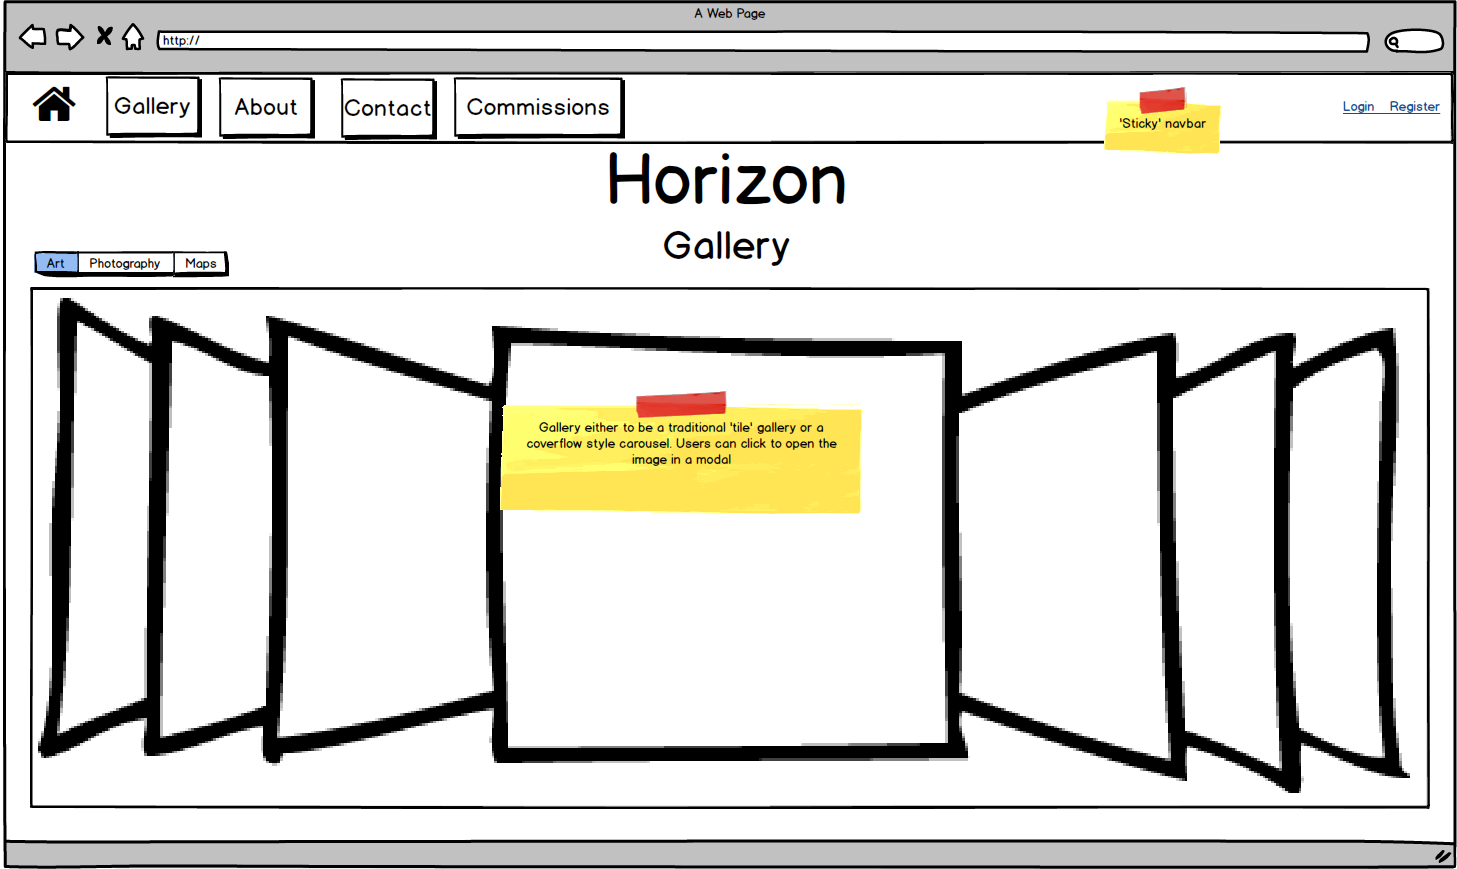 A Web Page
http://
Gallery
About
Contact
Commissions
'Sticky' navbar
Login
Register
Horizon
Gallery
Art
Photography
Maps
Gallery either to be a traditional 'tile' gallery or a
coverflow style carousel. Users can click to open the
image in a modal